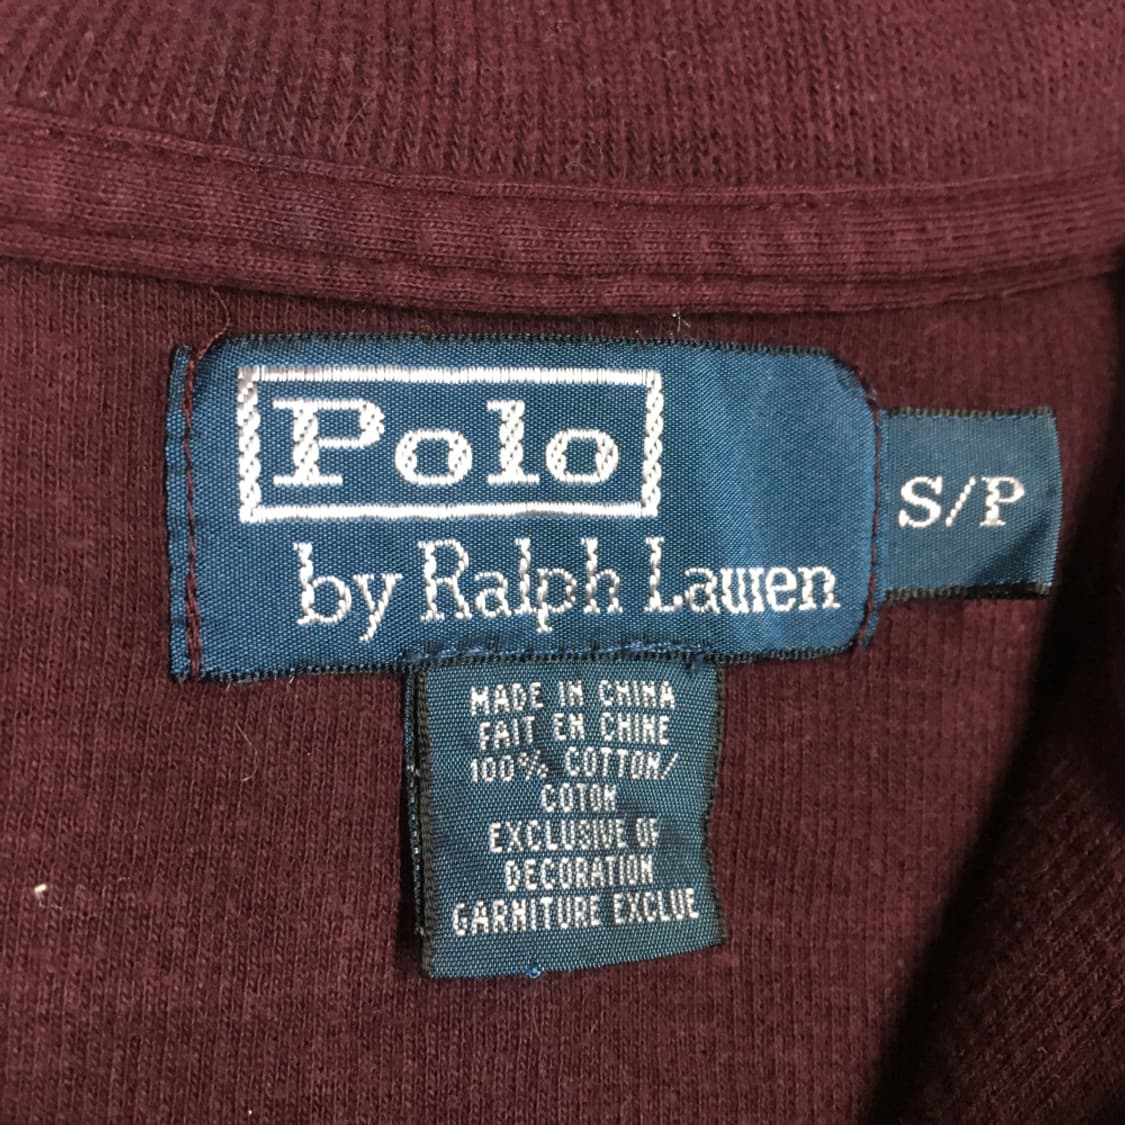 Polo
by Ralph Lauren
S/P
MADE IN CHINA
FAIT EN CHINE
100% COTTON/
COTON
EXCLUSIVE OF
DECORATION
GARNITURE EXCLUE